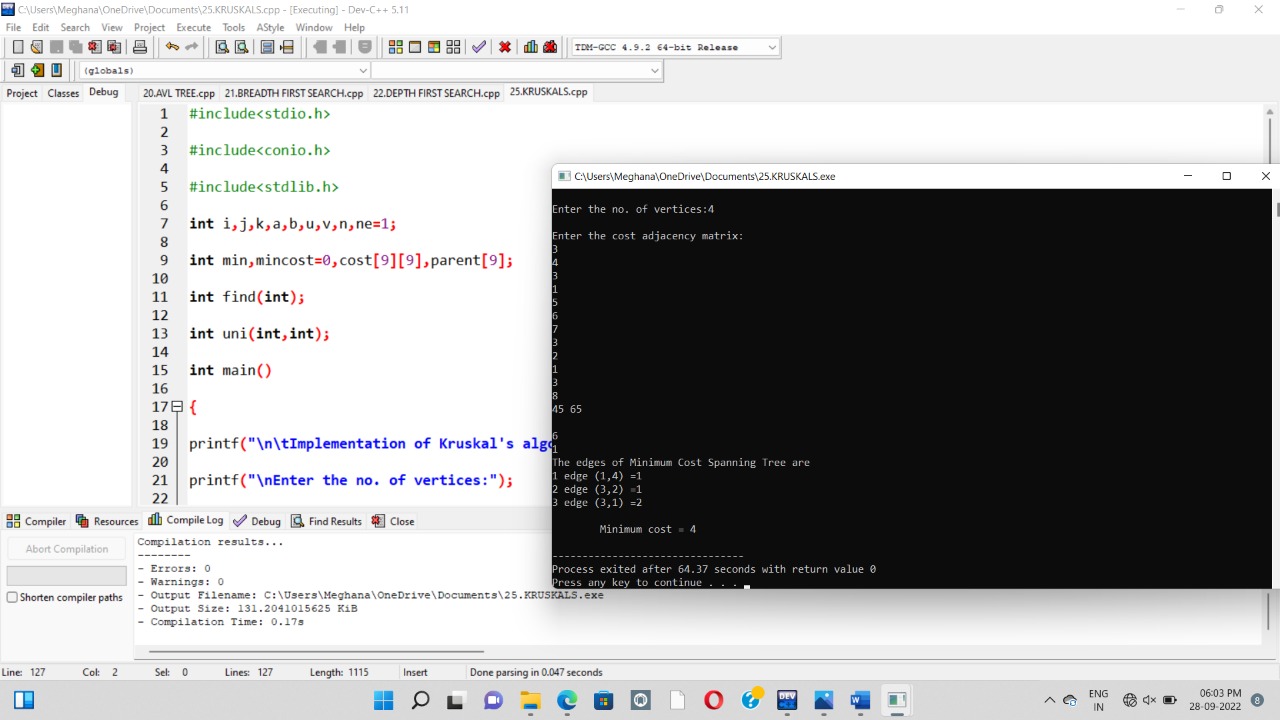 C:\Users\Meghana\OneDrive\Documents\25.KRUSKALS.cpp - [Executing] - Dev-C++ 5.11
File Edit Search View Project Execute Tools AStyle Window Help
TDM-GCC 4.9.2 64-bit Release
(globals)
Project Classes Debug
20.AVL TREE.cpp 21.BREADTH FIRST SEARCH.cpp 22.DEPTH FIRST SEARCH.cpp 25.KRUSKALS.cpp
1 #include<stdio.h>
2
3 #include<conio.h>
4
5 #include<stdlib.h>
6
7 int i,j,k,a,b,u,v,n,ne=1;
8
9 int min,mincost=0,cost[9][9],parent[9];
10
11 int find(int);
12
13 int uni(int,int);
14
15 int main()
16
17 {
18
19 printf("\n\tImplementation of Kruskal's algo
20
21 printf("\nEnter the no. of vertices:");
22
C:\Users\Meghana\OneDrive\Documents\25.KRUSKALS.exe
Enter the no. of vertices:4
Enter the cost adjacency matrix:
3
4
3
1
5
6
7
3
2
1
3
8
45 65
6
1
The edges of Minimum Cost Spanning Tree are
1 edge (1,4) =1
2 edge (3,2) =1
3 edge (3,1) =2
Minimum cost = 4
--------------------------------
Process exited after 64.37 seconds with return value 0
Press any key to continue . . .
Compiler Resources Compile Log Debug Find Results Close
Abort Compilation
Shorten compiler paths
Compilation results...
--------
- Errors: 0
- Warnings: 0
- Output Filename: C:\Users\Meghana\OneDrive\Documents\25.KRUSKALS.exe
- Output Size: 131.2041015625 KiB
- Compilation Time: 0.17s
Line: 127 Col: 2 Sel: 0 Lines: 127 Length: 1115 Insert Done parsing in 0.047 seconds
ENG
IN
06:03 PM
28-09-2022
8